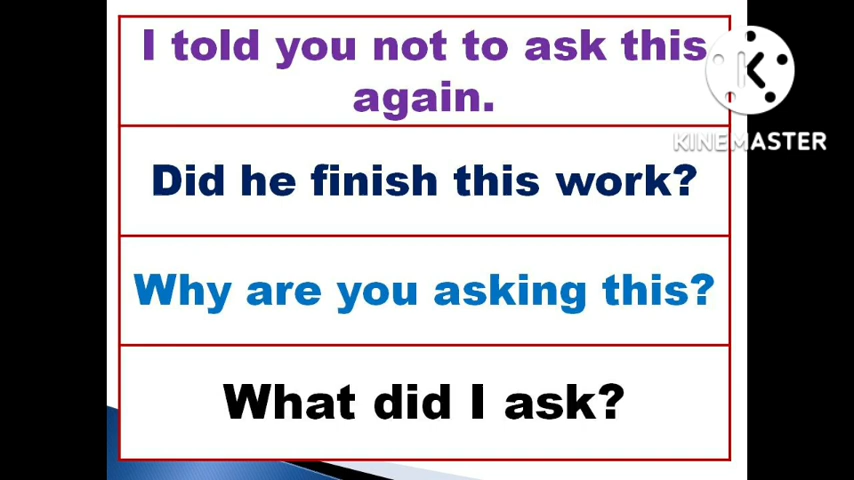 I told you not to ask this
again.
KINEMASTER
Did he finish this work?
Why are you asking this?
What did I ask?